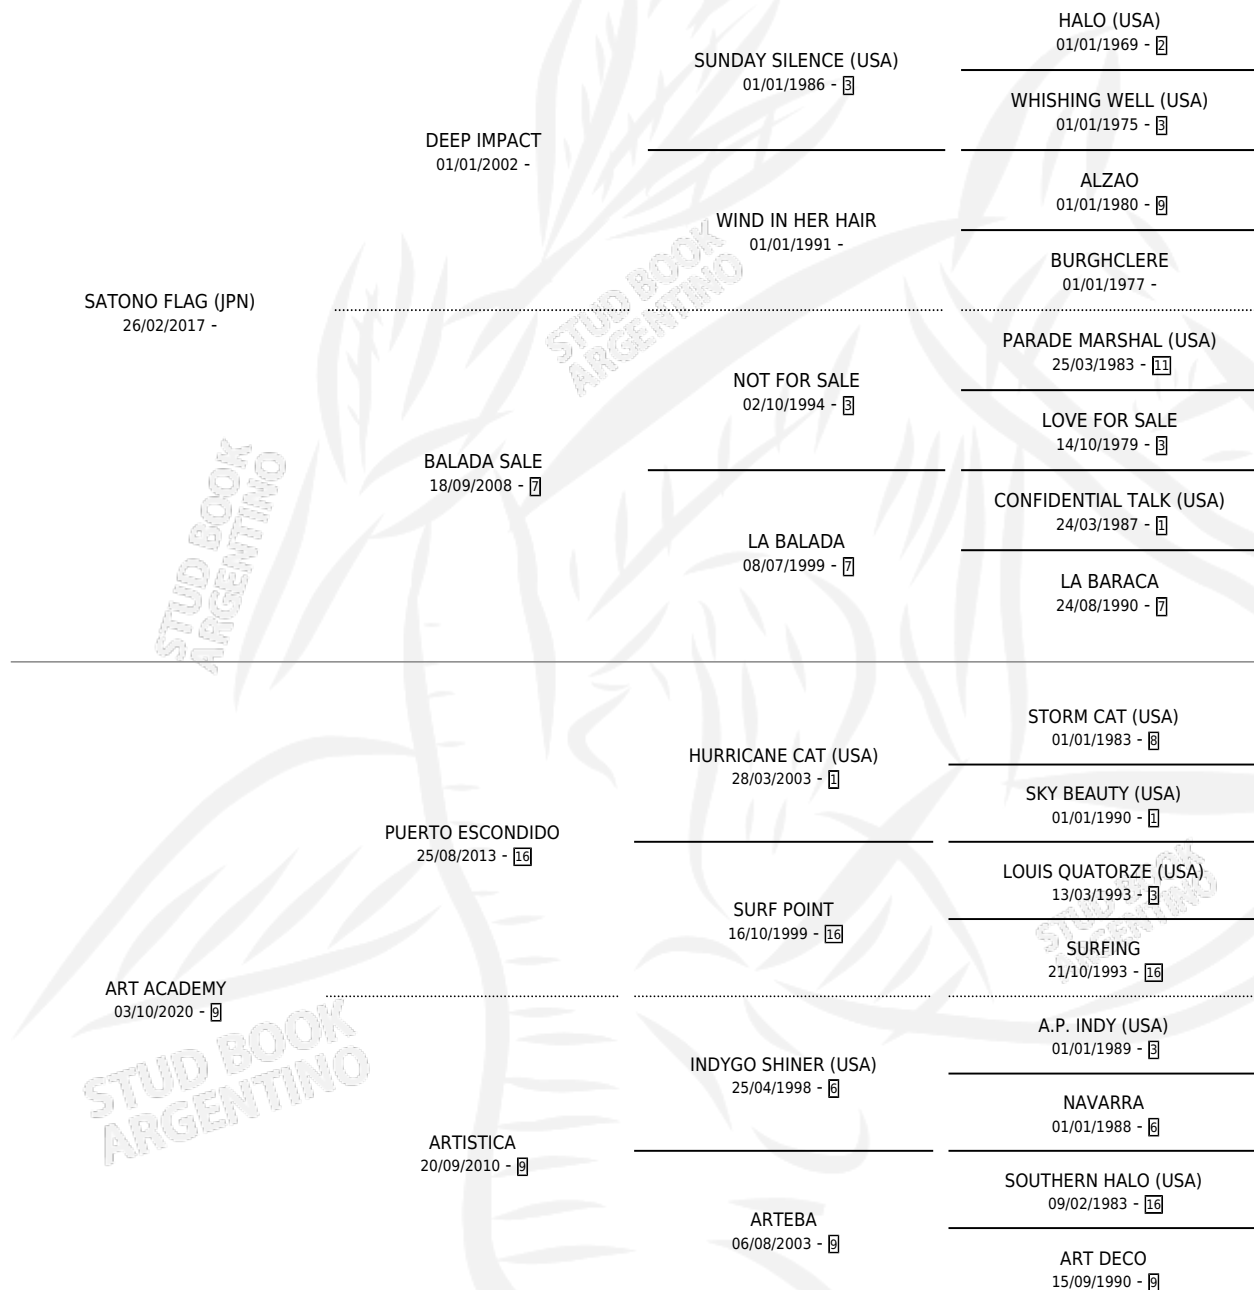 HALO (USA)
01/01/1969 - 2
SUNDAY SILENCE (USA)
01/01/1986 - 3
WHISHING WELL (USA)
01/01/1975 - 3
DEEP IMPACT
01/01/2002 -
ALZAO
01/01/1980 - 9
WIND IN HER HAIR
01/01/1991 -
BURGHCLERE
01/01/1977 -
SATONO FLAG (JPN)
26/02/2017 -
PARADE MARSHAL (USA)
25/03/1983 - 11
NOT FOR SALE
02/10/1994 - 3
LOVE FOR SALE
14/10/1979 - 3
BALADA SALE
18/09/2008 - 7
CONFIDENTIAL TALK (USA)
24/03/1987 - 1
LA BALADA
08/07/1999 - 7
LA BARACA
24/08/1990 - 7
STORM CAT (USA)
01/01/1983 - 8
HURRICANE CAT (USA)
28/03/2003 - 1
SKY BEAUTY (USA)
01/01/1990 - 1
PUERTO ESCONDIDO
25/08/2013 - 16
LOUIS QUATORZE (USA)
13/03/1993 - 3
SURF POINT
16/10/1999 - 16
SURFING
21/10/1993 - 16
ART ACADEMY
03/10/2020 - 9
A.P. INDY (USA)
01/01/1989 - 3
INDYGO SHINER (USA)
25/04/1998 - 6
NAVARRA
01/01/1988 - 6
ARTISTICA
20/09/2010 - 9
SOUTHERN HALO (USA)
09/02/1983 - 16
ARTEBA
06/08/2003 - 9
ART DECO
15/09/1990 - 9
STUD BOOK
ARGENTINO
STUD BOOK
ARGENTINO
STUD BOOK
ARGENTINO
STUD BOOK
ARGENTINO